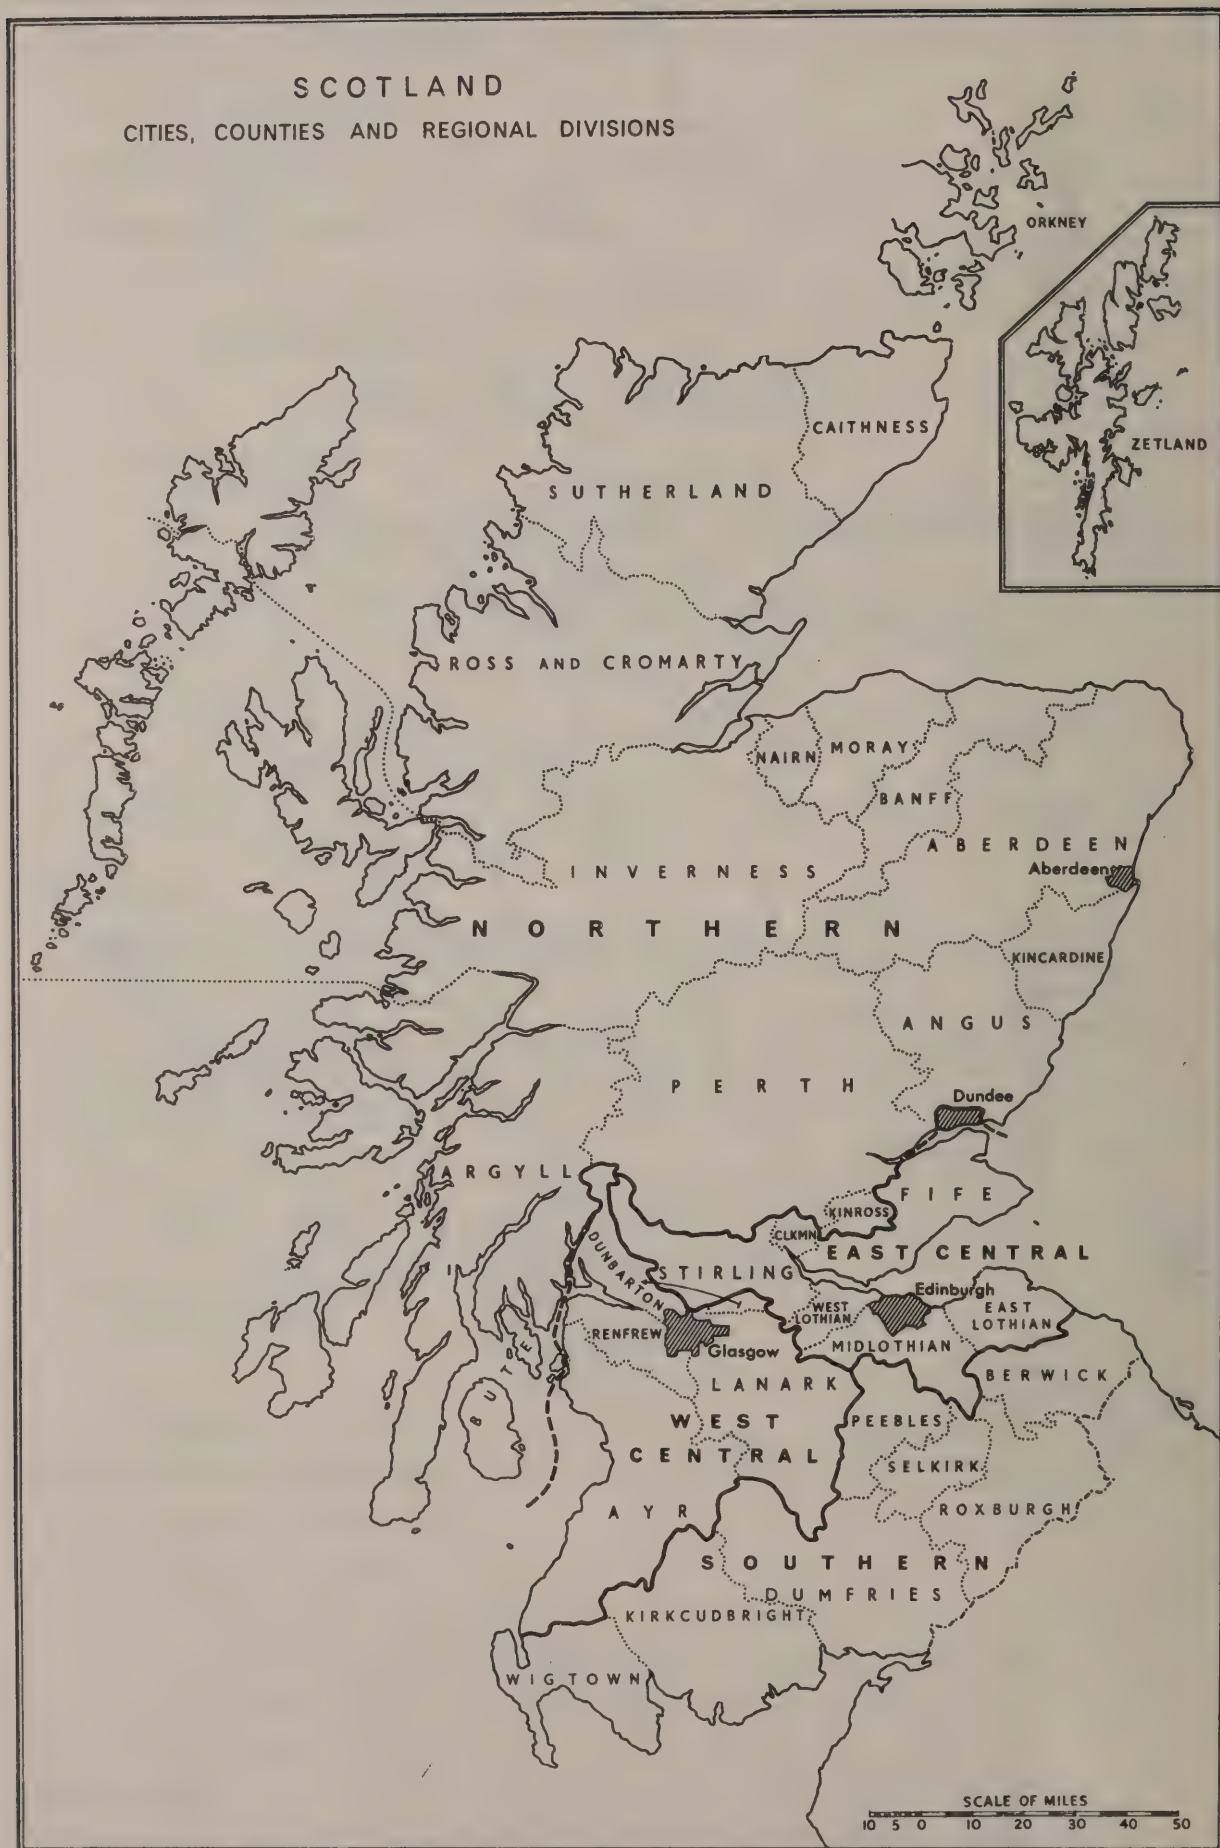 SCOTLAND
CITIES, COUNTIES AND REGIONAL DIVISIONS
ORKNEY
ZETLAND
CAITHNESS
SUTHERLAND
ROSS AND CROMARTY
NAIRN
MORAY
BANFF
ABERDEEN
Aberdeen
INVERNESS
NORTHERN
KINCARDINE
ANGUS
PERTH
Dundee
ARGYLL
FIFE
KINROSS
CLKMN
EAST CENTRAL
DUNBARTON
STIRLING
Edinburgh
WEST
LOTHIAN
EAST
LOTHIAN
MIDLOTHIAN
RENFREW
Glasgow
BUTE
LANARK
BERWICK
WEST
CENTRAL
PEEBLES
SELKIRK
AYR
ROXBURGH
SOUTHERN
DUMFRIES
KIRKCUDBRIGHT
WIGTOWN
SCALE OF MILES
10 5 0 10 20 30 40 50